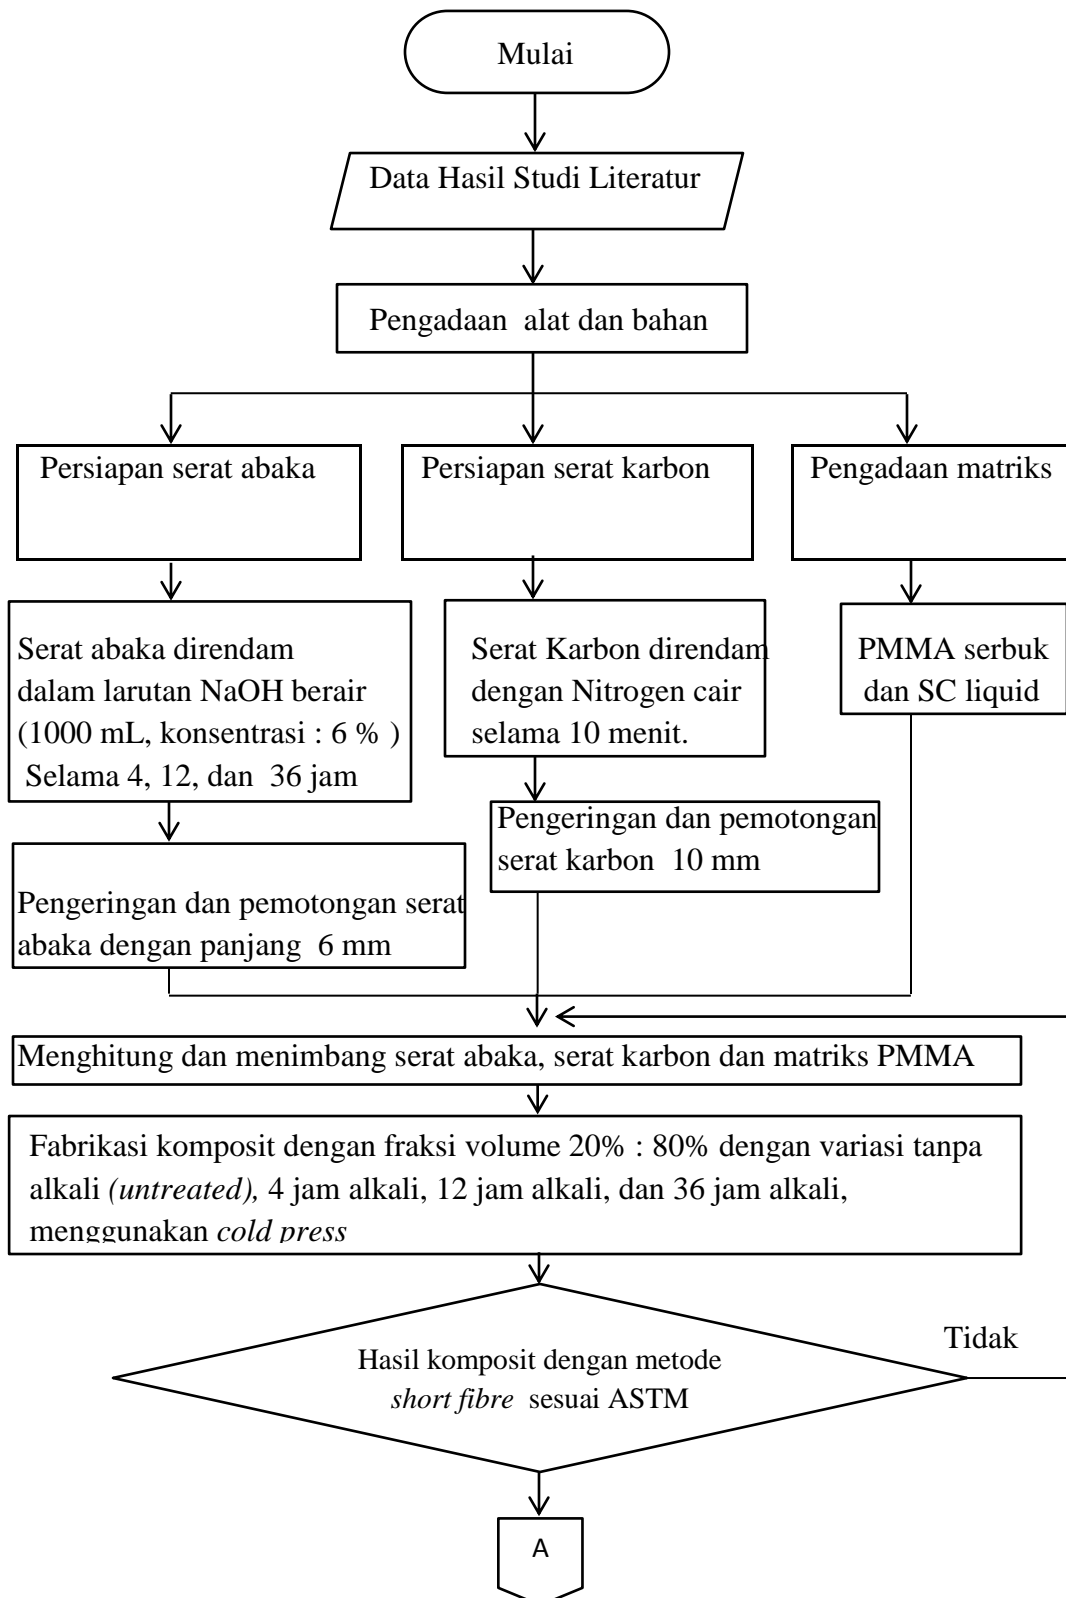 Mulai
Data Hasil Studi Literatur
Pengadaan alat dan bahan
Persiapan serat abaka
Persiapan serat karbon
Pengadaan matriks
Serat abaka direndam
dalam larutan NaOH berair
(1000 mL, konsentrasi : 6 % )
Selama 4, 12, dan 36 jam
Serat Karbon direndam
dengan Nitrogen cair
selama 10 menit.
PMMA serbuk
dan SC liquid
Pengeringan dan pemotongan
serat karbon 10 mm
Pengeringan dan pemotongan serat
abaka dengan panjang 6 mm
Menghitung dan menimbang serat abaka, serat karbon dan matriks PMMA
Fabrikasi komposit dengan fraksi volume 20% : 80% dengan variasi tanpa
alkali (untreated), 4 jam alkali, 12 jam alkali, dan 36 jam alkali,
menggunakan cold press
Tidak
Hasil komposit dengan metode
short fibre sesuai ASTM
A